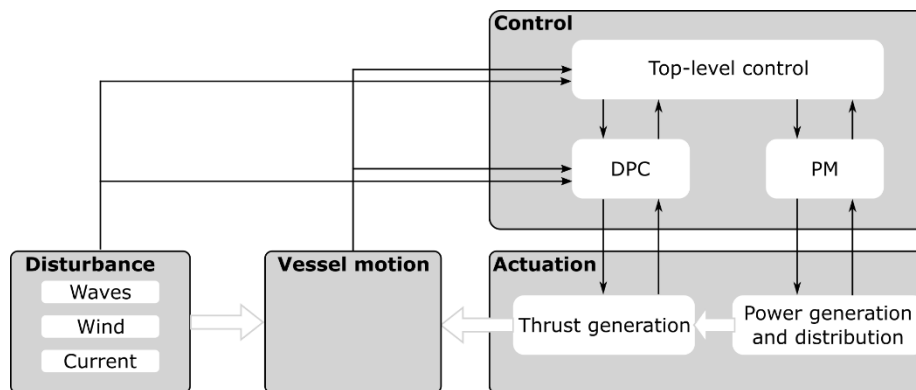 Control
Top-level control
DPC
PM
Disturbance
Waves
Wind
Current
Vessel motion
Actuation
Thrust generation
Power generation
and distribution